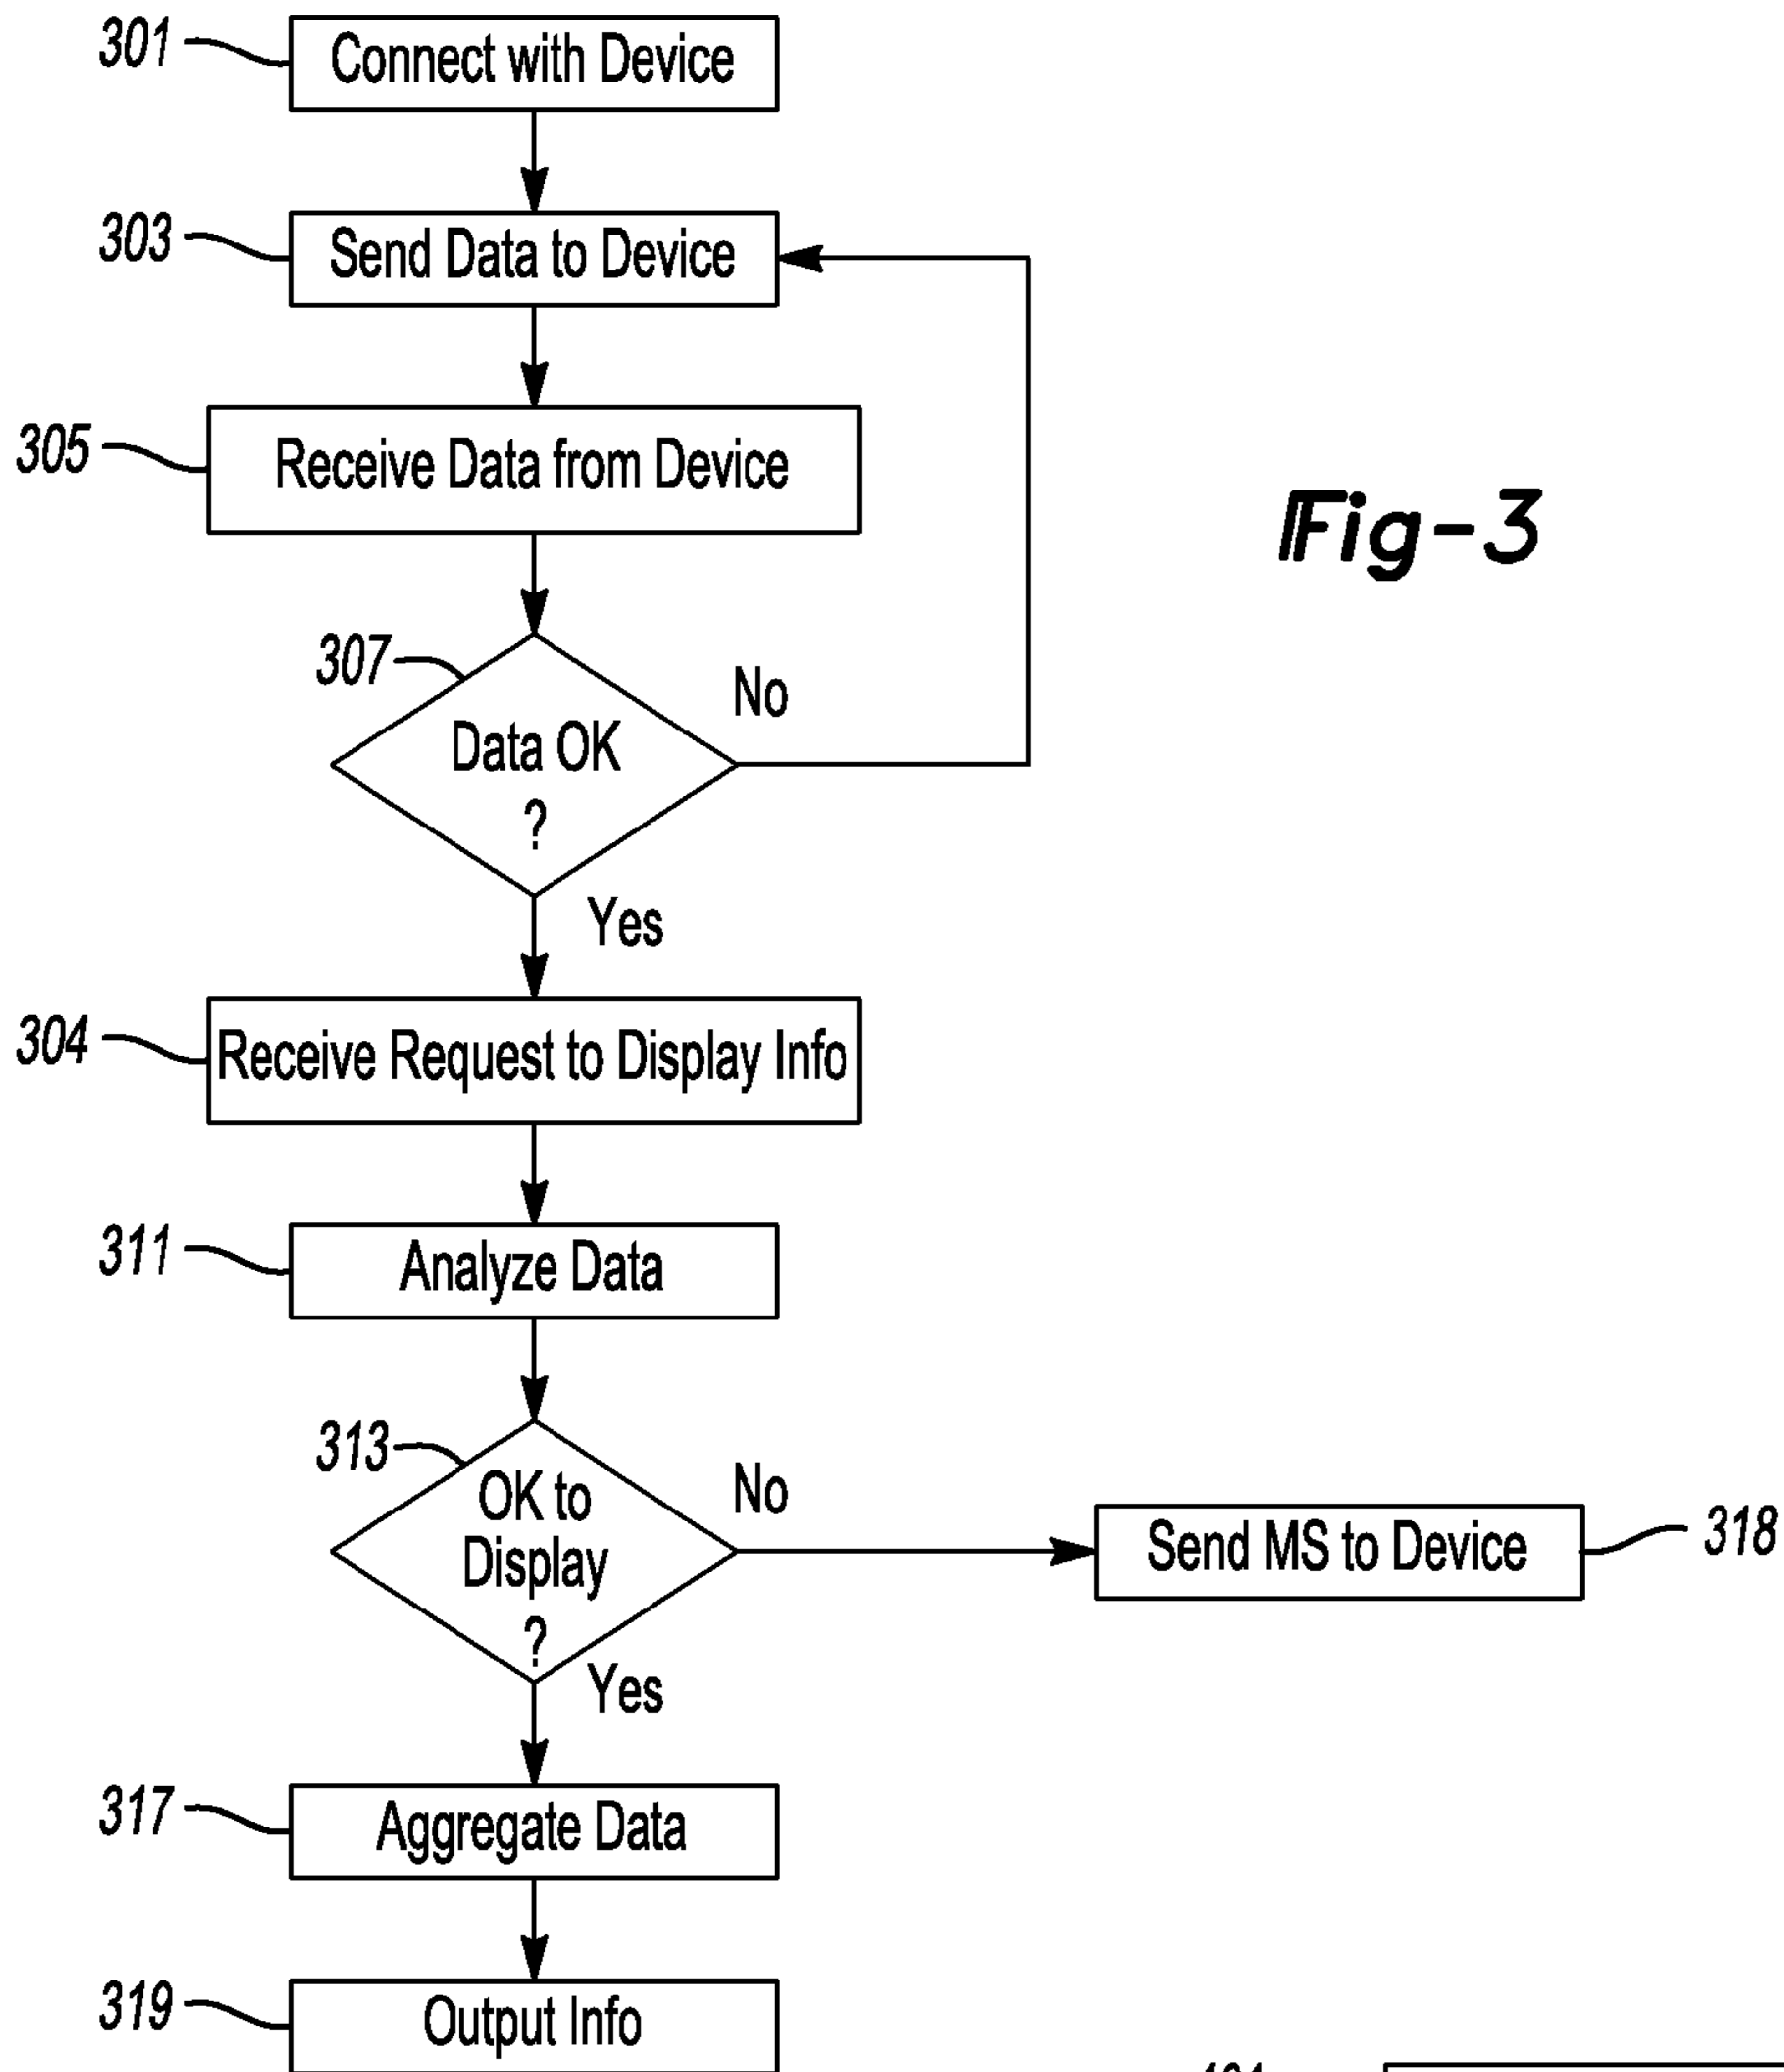 301 Connect with Device
303 Send Data to Device
305 Receive Data from Device
Fig-3
307
No
Data OK
?
Yes
304 Receive Request to Display Info
311 Analyze Data
313
No
OK to
Display
?
Send MS to Device 318
Yes
317 Aggregate Data
319 Output Info